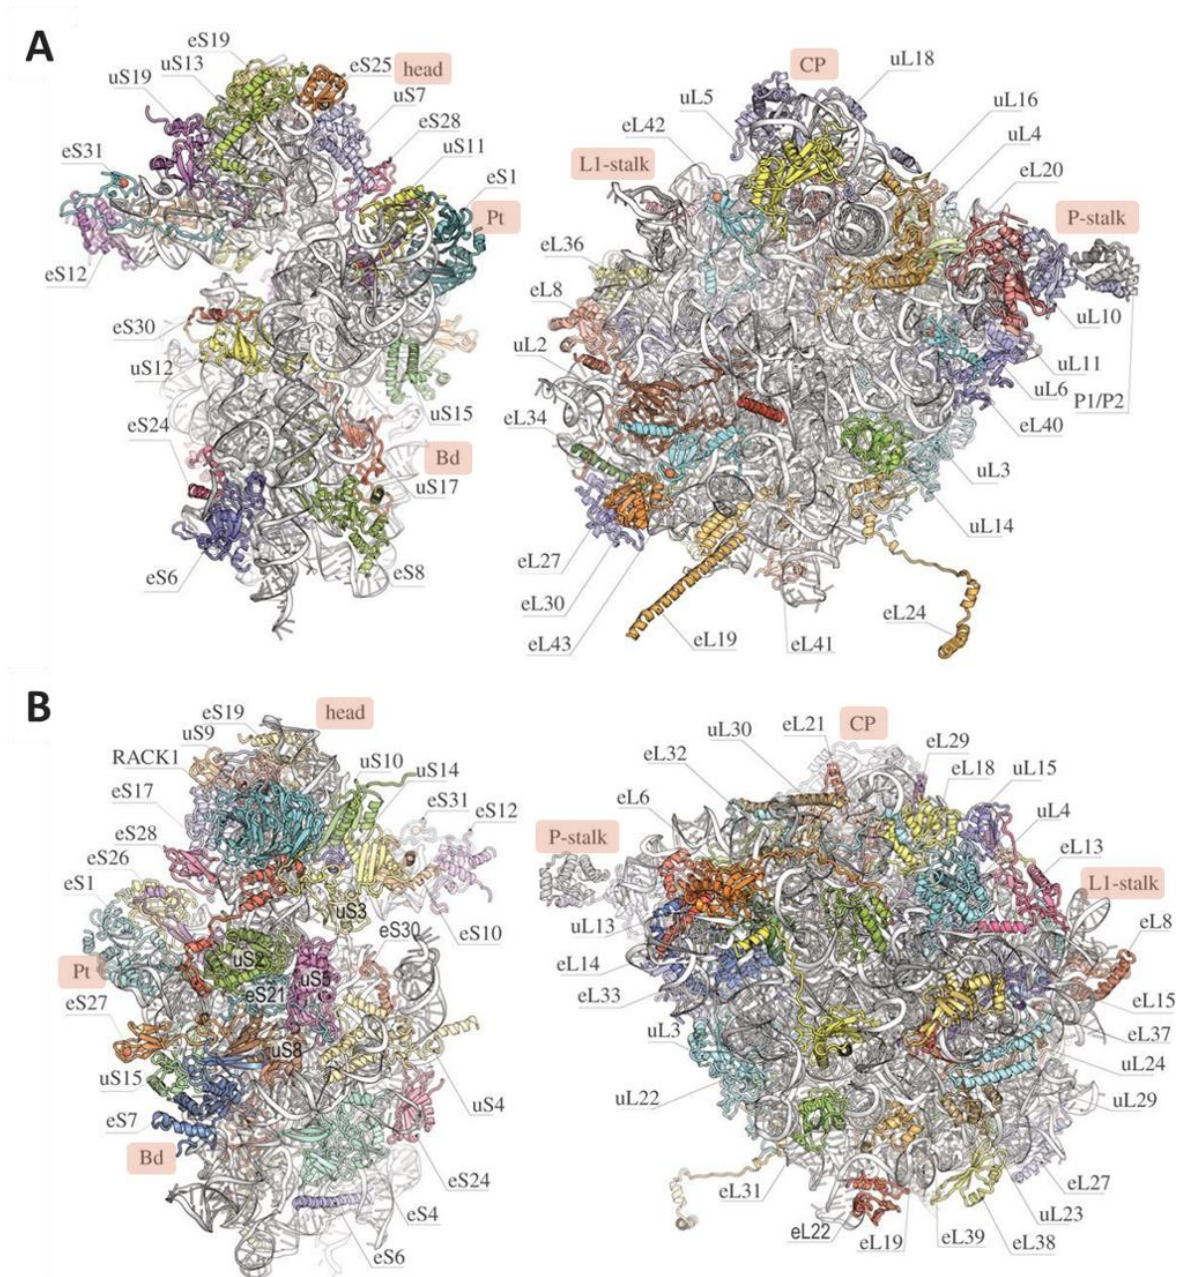 A
eS19
uS13
uS19
head
eS25
uS7
eS28
uS11
eS1
Pt
eS31
eS12
eS30
uS12
eS24
uS15
Bd
uS17
eS6
eS8
CP
uL18
uL5
uL16
eL42
uL4
L1-stalk
eL20
P-stalk
eL36
eL8
uL2
uL10
uL11
uL6
P1/P2
eL34
eL40
uL3
uL14
eL27
eL30
eL43
eL19
eL41
eL24
B
eS19
head
uS9
RACK1
uS10
uS14
eS17
eS31
eS12
eS28
eS26
eS1
uS3
eS30
eS10
uS2
Pt
eS21
uS5
eS27
uS8
uS15
uS4
eS7
Bd
eS24
eS4
eS6
eL21
CP
uL30
eL29
eL32
eL18
uL15
eL6
uL4
P-stalk
eL13
L1-stalk
eL8
uL13
eL14
eL33
eL15
uL3
eL37
uL24
uL22
uL29
eL31
eL27
eL22
uL23
eL19
eL39
eL38